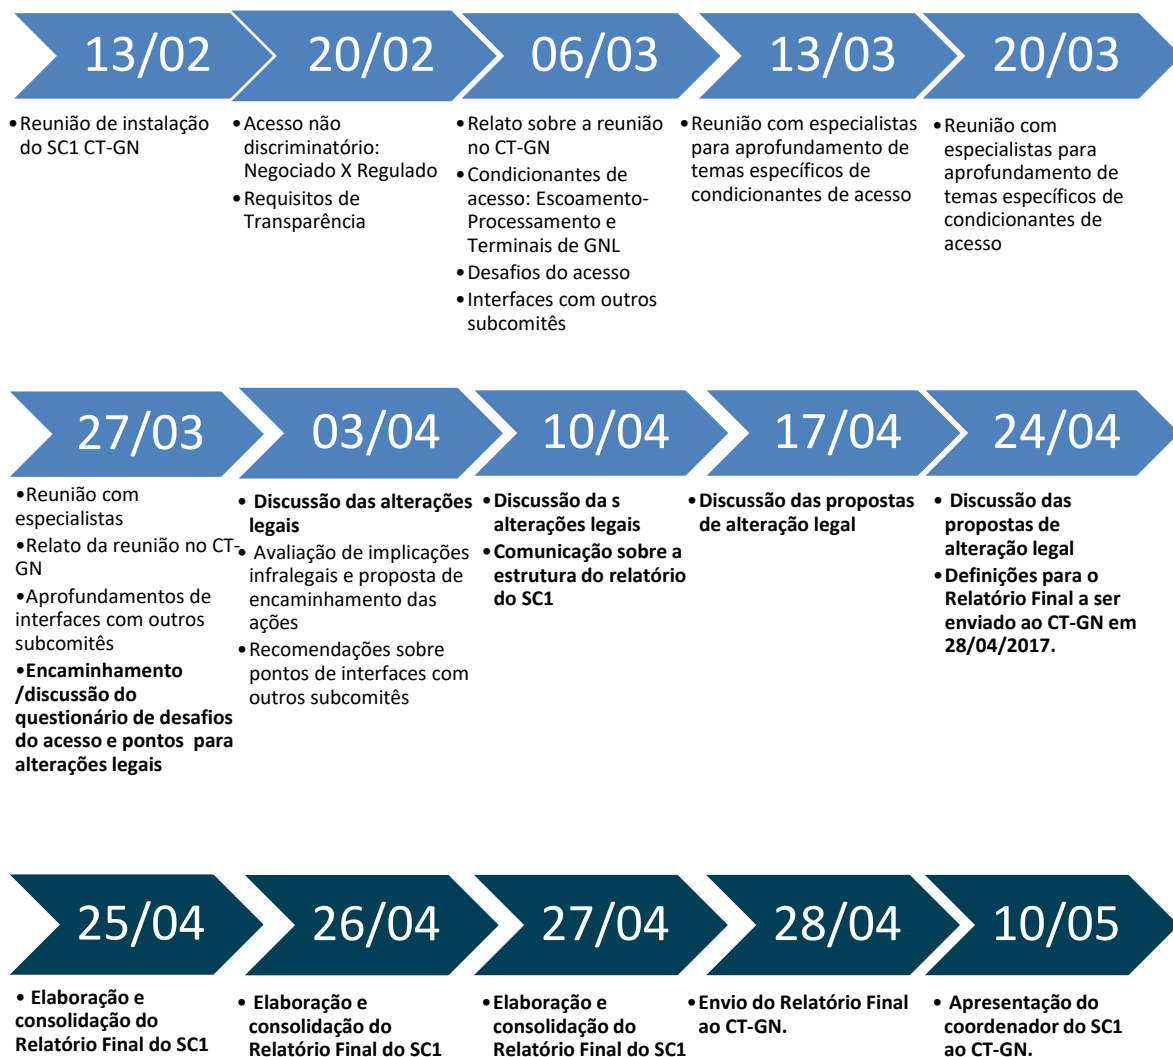 13/02
20/02
06/03
13/03
20/03
•Reunião de instalação
do SC1 CT-GN
•Acesso não
discriminatório:
Negociado X Regulado
•Requisitos de
Transparência
•Relato sobre a reunião
no CT-GN
•Condicionantes de
acesso: Escoamento-
Processamento e
Terminais de GNL
•Desafios do acesso
•Interfaces com outros
subcomitês
•Reunião com especialistas
para aprofundamento de
temas específicos de
condicionantes de acesso
•Reunião com
especialistas para
aprofundamento de
temas específicos de
condicionantes de
acesso
27/03
03/04
10/04
17/04
24/04
•Reunião com
especialistas
•Relato da reunião no CT-
GN
•Aprofundamentos de
interfaces com outros
subcomitês
•Encaminhamento
/discussão do
questionário de desafios
do acesso e pontos para
alterações legais
• Discussão das alterações
legais
• Avaliação de implicações
infralegais e proposta de
encaminhamento das
ações
•Recomendações sobre
pontos de interfaces com
outros subcomitês
•Discussão da s
alterações legais
•Comunicação sobre a
estrutura do relatório
do SC1
•Discussão das propostas
de alteração legal
• Discussão das
propostas de
alteração legal
•Definições para o
Relatório Final a ser
enviado ao CT-GN em
28/04/2017.
25/04
26/04
27/04
28/04
10/05
• Elaboração e
consolidação do
Relatório Final do SC1
• Elaboração e
consolidação do
Relatório Final do SC1
•Elaboração e
consolidação do
Relatório Final do SC1
•Envio do Relatório Final
ao CT-GN.
• Apresentação do
coordenador do SC1
ao CT-GN.